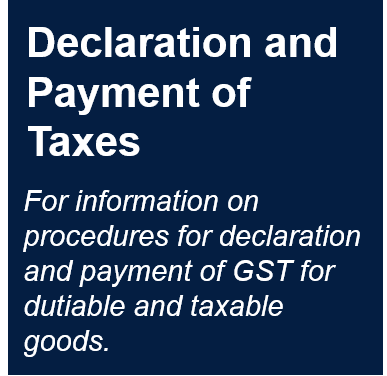 Declaration and
Payment of
Taxes
For information on
procedures for declaration
and payment of GST for
dutiable and taxable
goods.